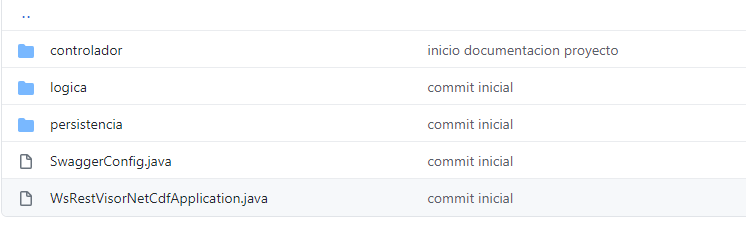 ..
controlador inicio documentacion proyecto
logica commit inicial
persistencia commit inicial
SwaggerConfig.java commit inicial
WsRestVisorNetCdfApplication.java commit inicial